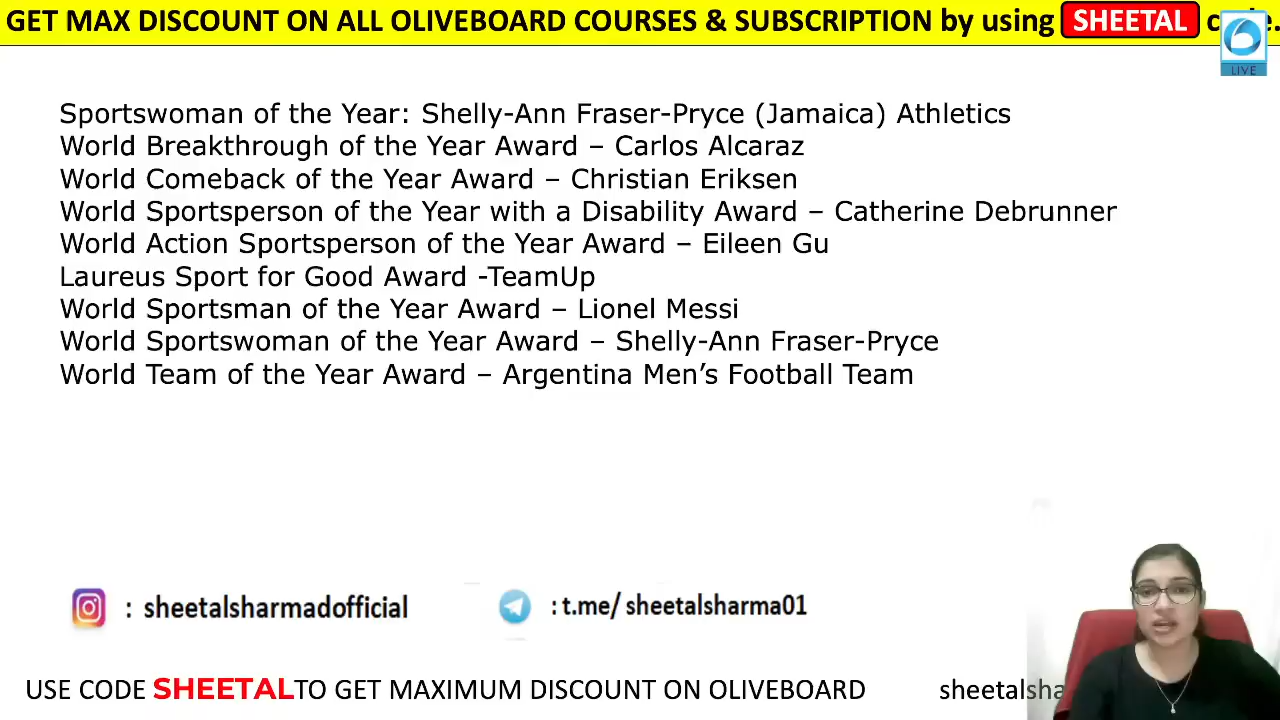 GET MAX DISCOUNT ON ALL OLIVEBOARD COURSES & SUBSCRIPTION by using SHEETAL
LIVE
Sportswoman of the Year: Shelly-Ann Fraser-Pryce (Jamaica) Athletics
World Breakthrough of the Year Award – Carlos Alcaraz
World Comeback of the Year Award – Christian Eriksen
World Sportsperson of the Year with a Disability Award – Catherine Debrunner
World Action Sportsperson of the Year Award – Eileen Gu
Laureus Sport for Good Award -TeamUp
World Sportsman of the Year Award – Lionel Messi
World Sportswoman of the Year Award – Shelly-Ann Fraser-Pryce
World Team of the Year Award – Argentina Men’s Football Team
: sheetalsharmadofficial
: t.me/ sheetalsharma01
USE CODE SHEETALTO GET MAXIMUM DISCOUNT ON OLIVEBOARD